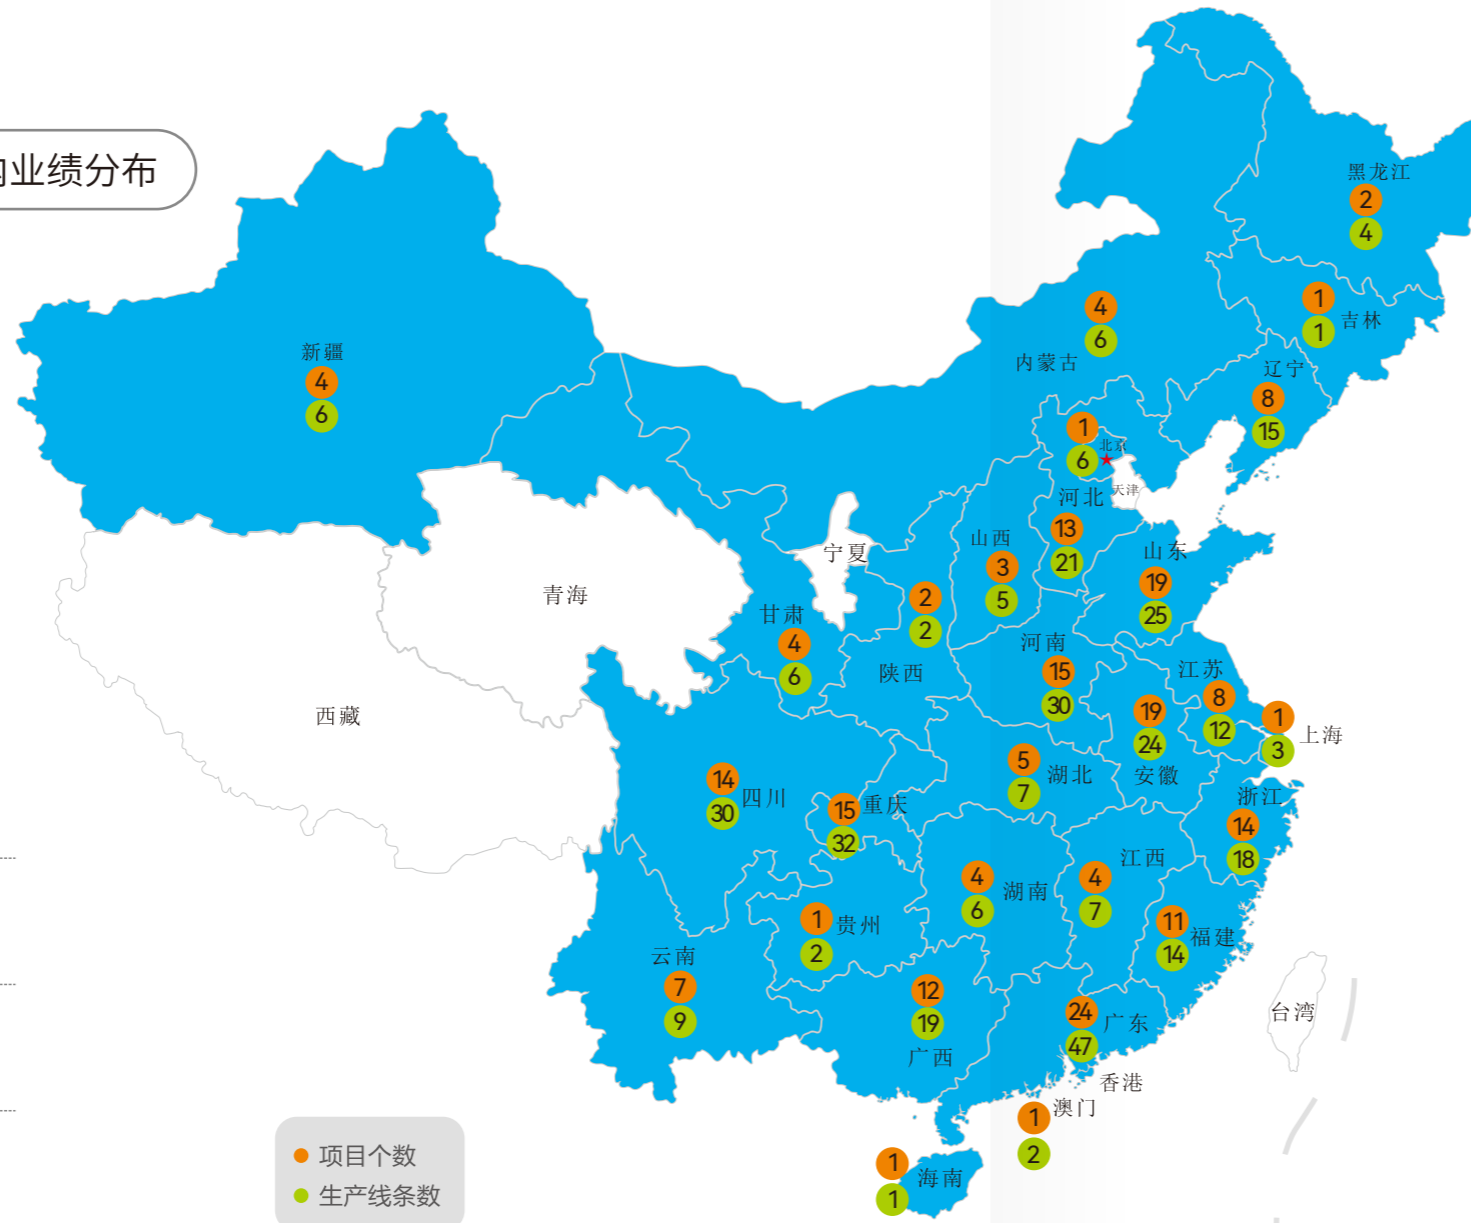 业绩分布
黑龙江
2
4
1
吉林
1
4
6
内蒙古
辽宁
8
15
新疆
4
6
1
北京
6
河北
天津
13
21
山西
3
5
山东
19
25
宁夏
青海
甘肃
4
6
2
2
陕西
河南
15
30
江苏
8
12
19
24
安徽
1
上海
3
西藏
14
四川
30
15
重庆
32
5
湖北
7
浙江
14
18
4
湖南
6
江西
4
7
11
福建
14
1
贵州
2
云南
7
9
12
19
广西
24
广东
47
台湾
香港
澳门
1
2
1
海南
1
项目个数
生产线条数